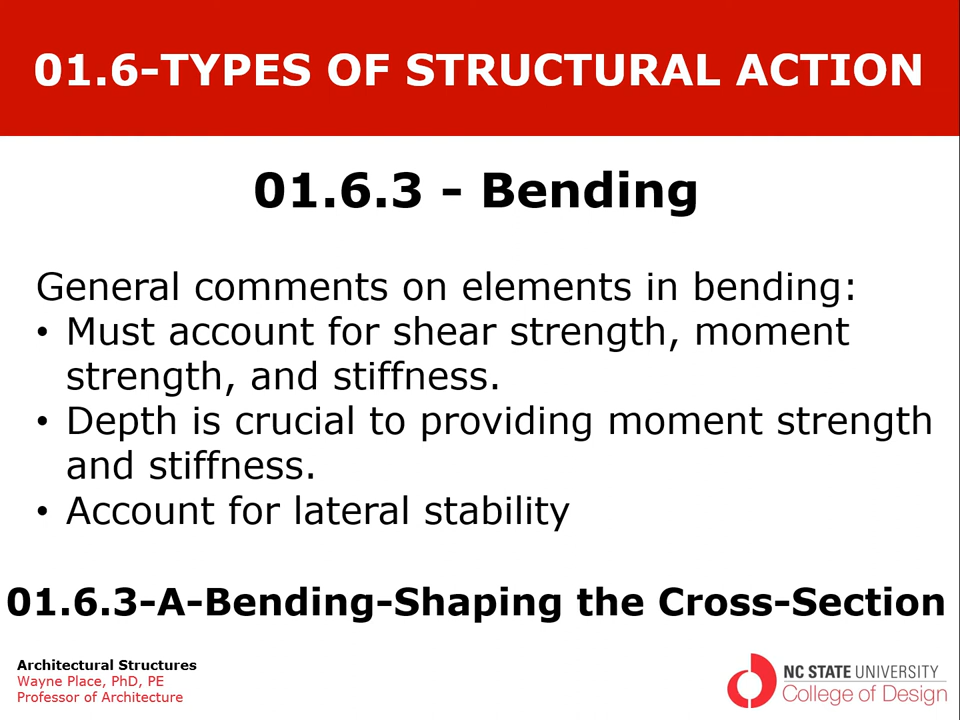 01.6-TYPES OF STRUCTURAL ACTION
01.6.3 - Bending
General comments on elements in bending:
• Must account for shear strength, moment
strength, and stiffness.
• Depth is crucial to providing moment strength
and stiffness.
• Account for lateral stability
01.6.3-A-Bending-Shaping the Cross-Section
Architectural Structures
Wayne Place, PhD, PE
Professor of Architecture
NC STATE UNIVERSITY
College of Design